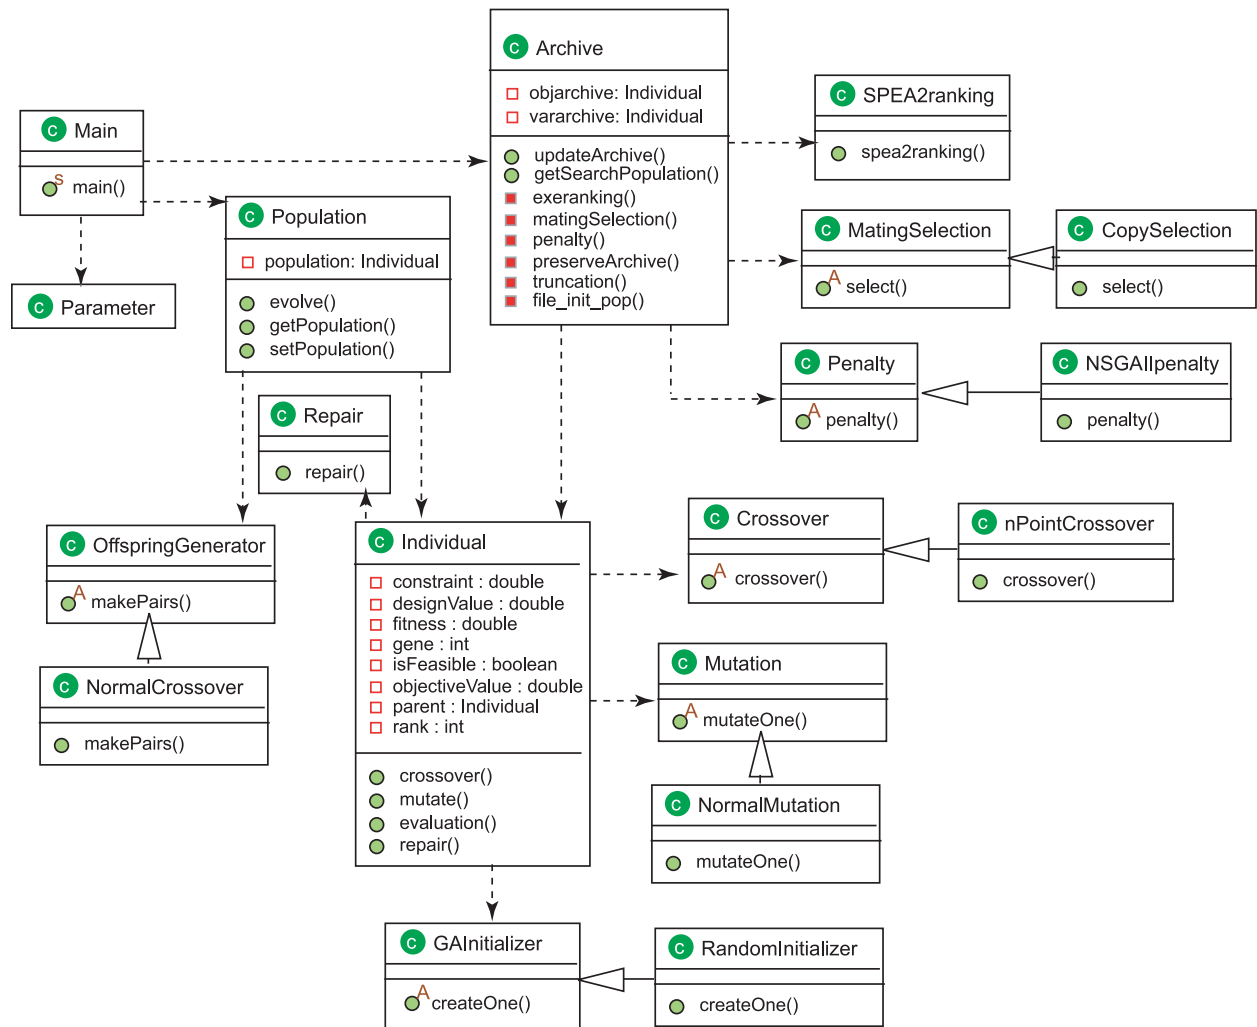 C Archive
objarchive: Individual
vararchive: Individual
updateArchive()
getSearchPopulation()
exeranking()
matingSelection()
penalty()
preserveArchive()
truncation()
file_init_pop()
C Main
S main()
C Parameter
C Population
population: Individual
evolve()
getPopulation()
setPopulation()
C SPEA2ranking
spea2ranking()
C MatingSelection
A select()
C CopySelection
select()
C Penalty
A penalty()
C NSGAIIpenalty
penalty()
C Repair
repair()
C OffspringGenerator
A makePairs()
C NormalCrossover
makePairs()
C Individual
constraint : double
designValue : double
fitness : double
gene : int
isFeasible : boolean
objectiveValue : double
parent : Individual
rank : int
crossover()
mutate()
evaluation()
repair()
C Crossover
A crossover()
C nPointCrossover
crossover()
C Mutation
A mutateOne()
C NormalMutation
mutateOne()
C GAInitializer
A createOne()
C RandomInitializer
createOne()